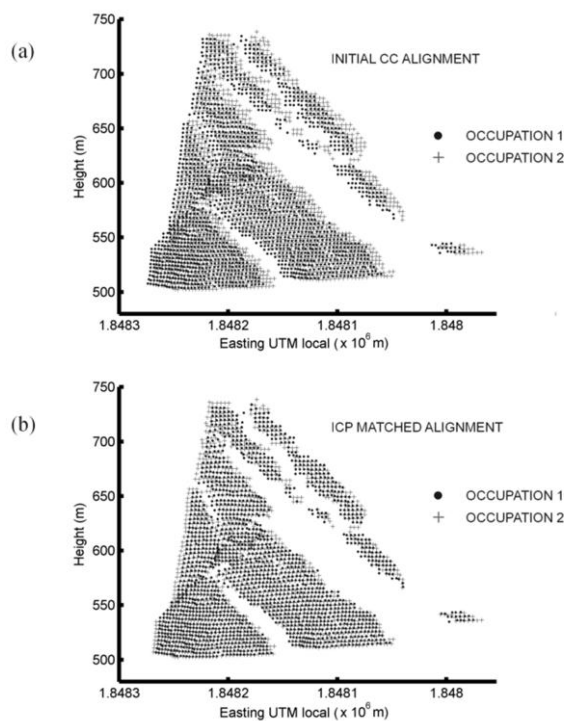 (a)
750
INITIAL CC ALIGNMENT
700
650
OCCUPATION 1
OCCUPATION 2
Height (m)
600
550
500
1.8483 1.8482 1.8481 1.848
Easting UTM local ( x 10⁶ m)
(b)
750
ICP MATCHED ALIGNMENT
700
650
OCCUPATION 1
OCCUPATION 2
Height (m)
600
550
500
1.8483 1.8482 1.8481 1.848
Easting UTM local ( x 10⁶ m)